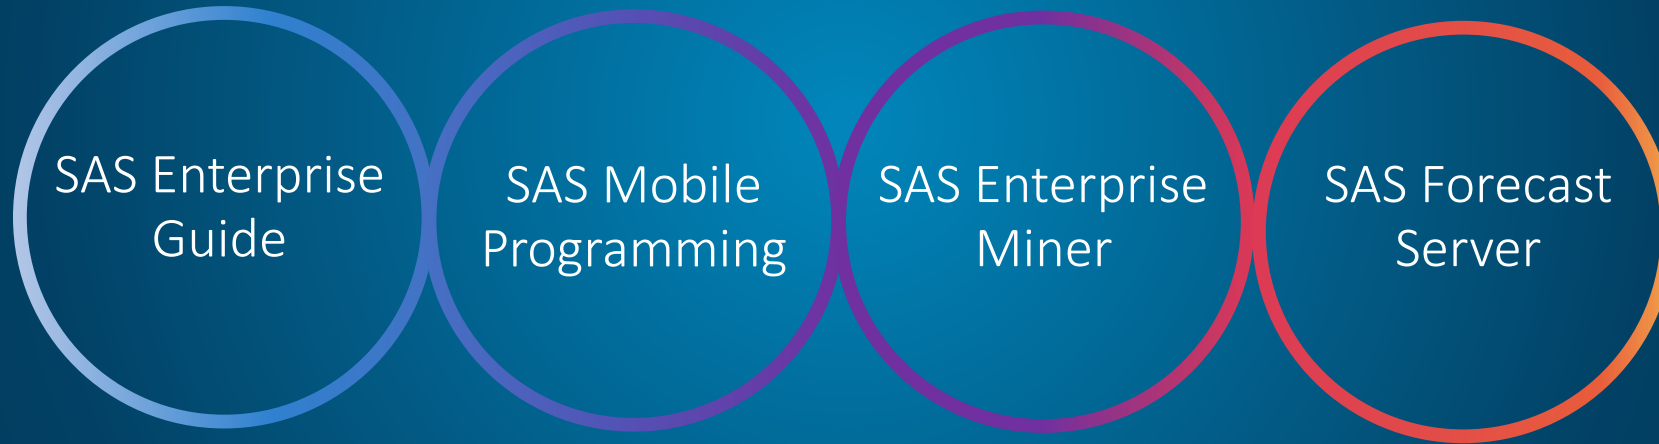 SAS Enterprise
Guide
SAS Mobile
Programming
SAS Enterprise
Miner
SAS Forecast
Server